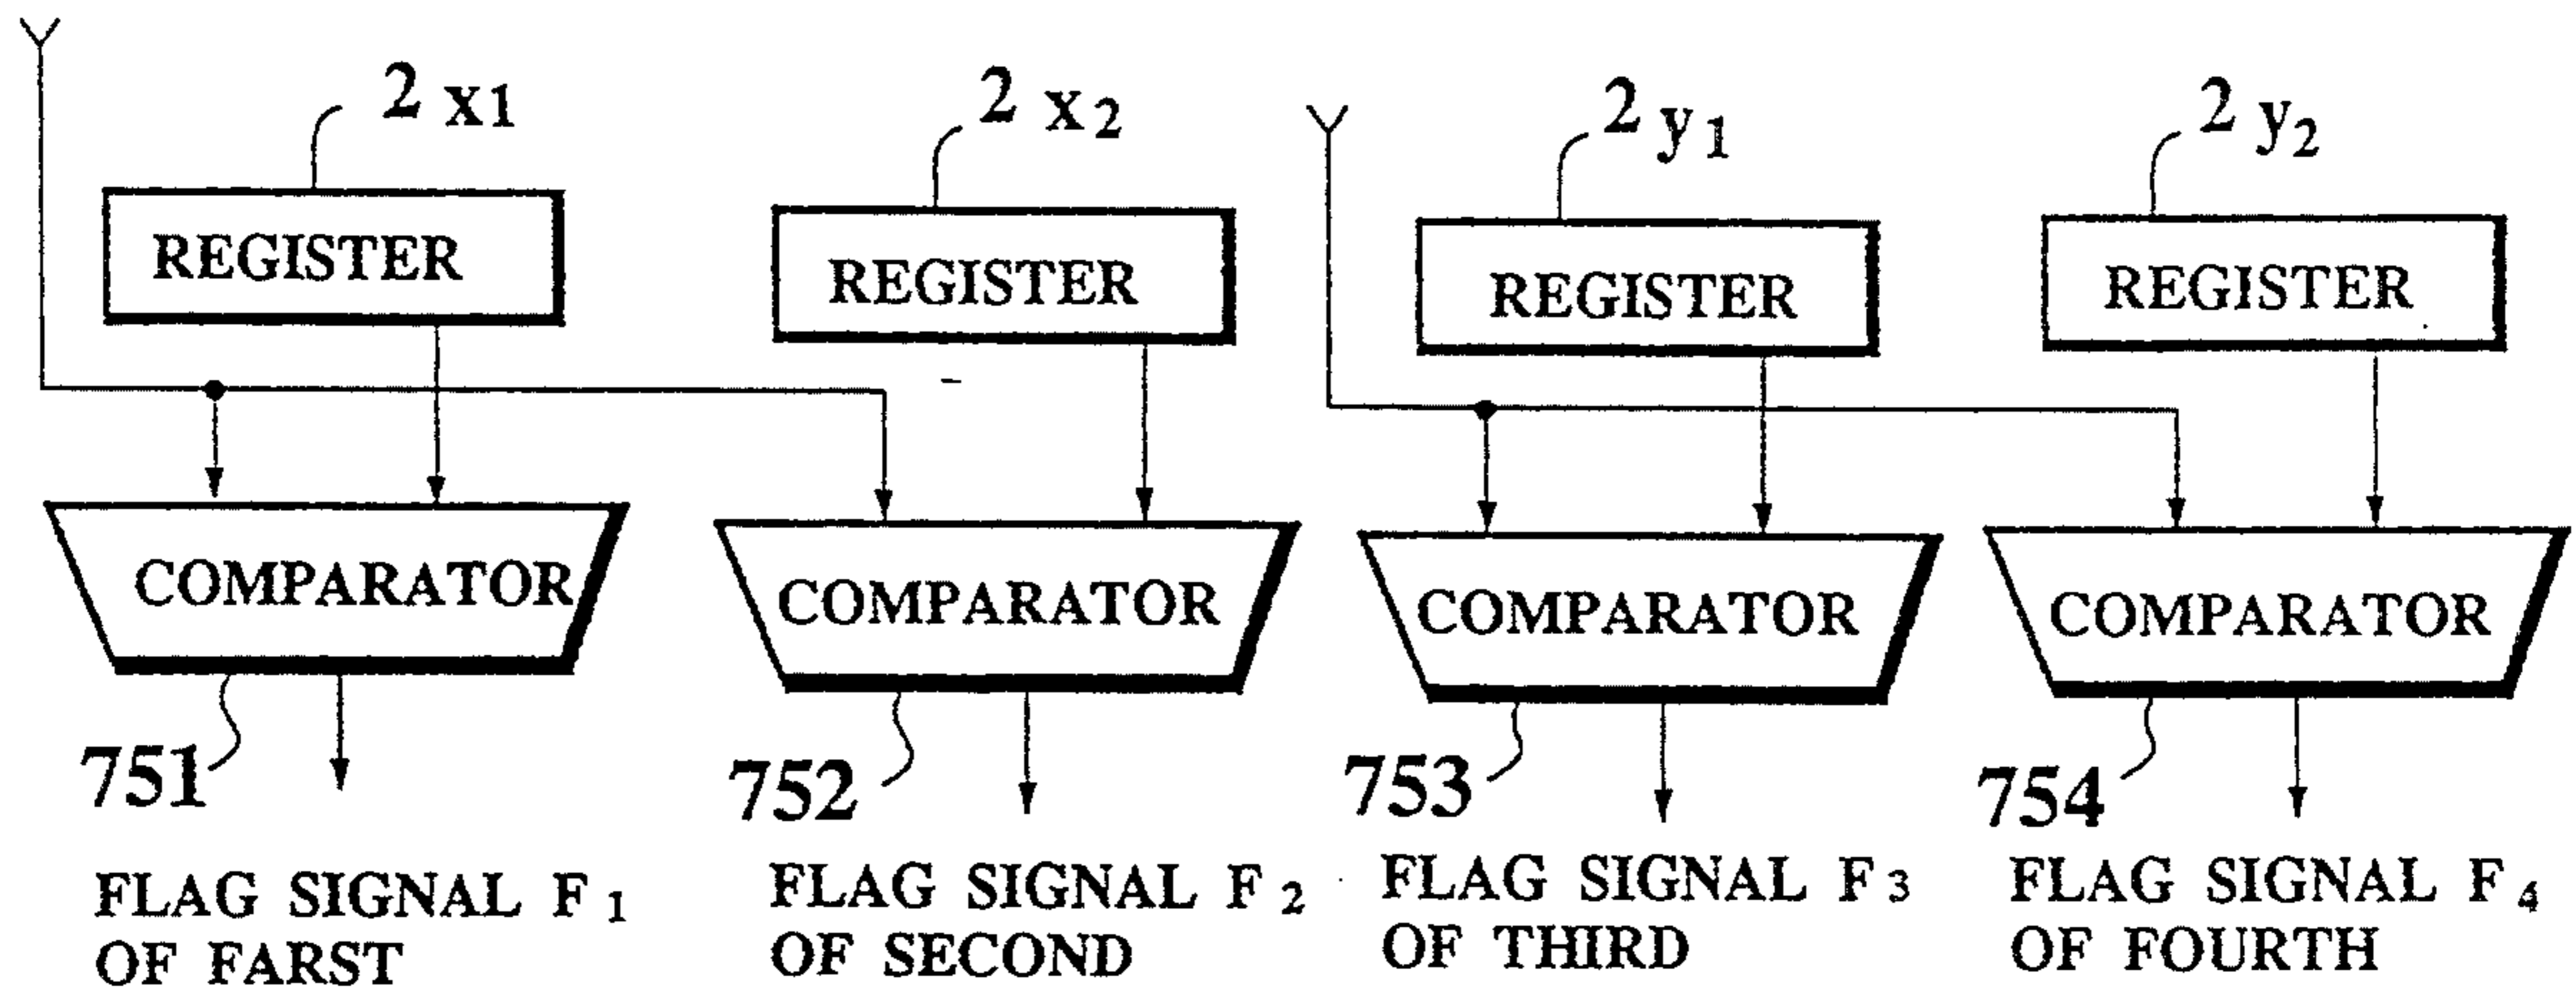 2 x1
2 x2
2 y1
2 y2
REGISTER
REGISTER
REGISTER
REGISTER
COMPARATOR
COMPARATOR
COMPARATOR
COMPARATOR
751
752
753
754
FLAG SIGNAL F1
OF FARST
FLAG SIGNAL F2
OF SECOND
FLAG SIGNAL F3
OF THIRD
FLAG SIGNAL F4
OF FOURTH